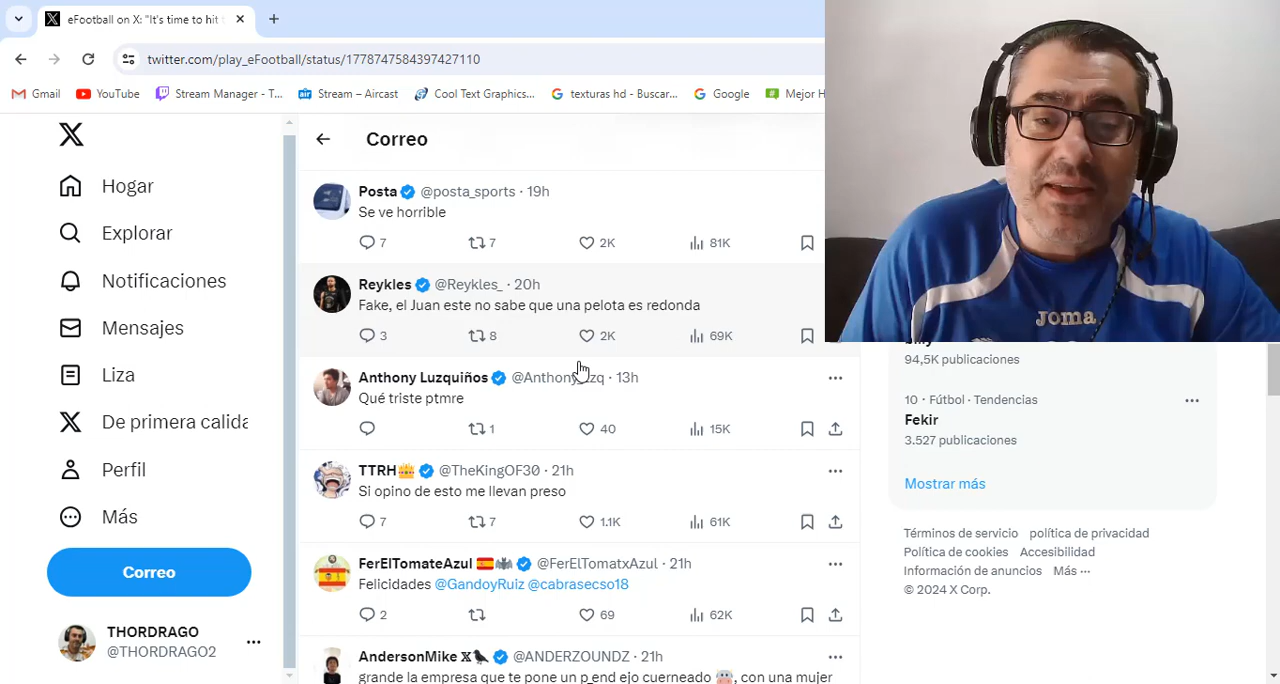 eFootball on X: "It's time to hit
twitter.com/play_eFootball/status/1778747584397427110
Gmail YouTube Stream Manager - T... Stream – Aircast Cool Text Graphics... texturas hd - Buscar... Google Mejor H
Correo
Hogar
Explorar
Notificaciones
Mensajes
Liza
De primera calida
Perfil
Más
Correo
THORDRAGO
@THORDRAGO2
Posta @posta_sports · 19h
Se ve horrible
7 7 2K 81K
Reykles @Reykles_ · 20h
Fake, el Juan este no sabe que una pelota es redonda
3 8 2K 69K
Anthony Luzquiños · 13h
Qué triste ptmre
1 40 15K
TTRH @TheKingOF30 · 21h
Si opino de esto me llevan preso
7 7 1.1K 61K
FerElTomateAzul @FerElTomatxAzul · 21h
Felicidades @GandoyRuiz @cabrasecso18
2 69 62K
AndersonMike X @ANDERZOUNDZ · 21h
grande la empresa que te pone un p_end ejo cuerneado, con una mujer
Joma
94,5K publicaciones
10 · Fútbol · Tendencias
Fekir
3.527 publicaciones
Mostrar más
Términos de servicio política de privacidad
Política de cookies Accesibilidad
Información de anuncios Más ···
© 2024 X Corp.